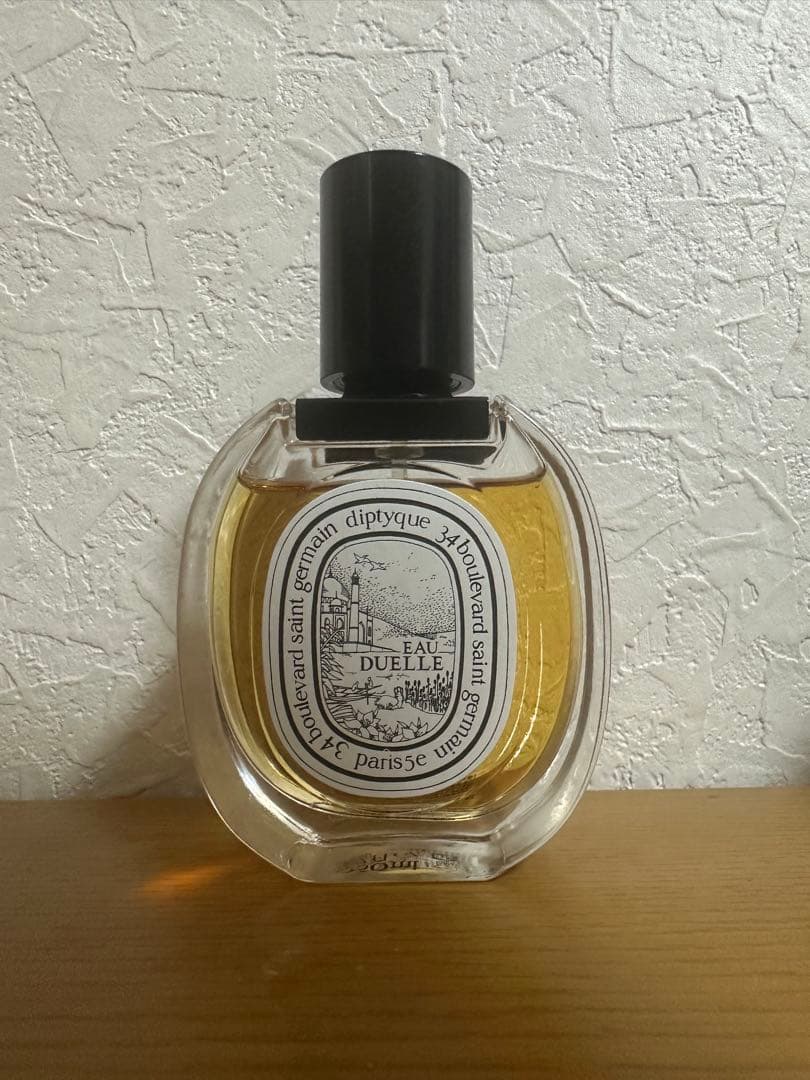 34 boulevard saint germain diptyque 34 boulevard saint germain
paris 5e
EAU
DUELLE